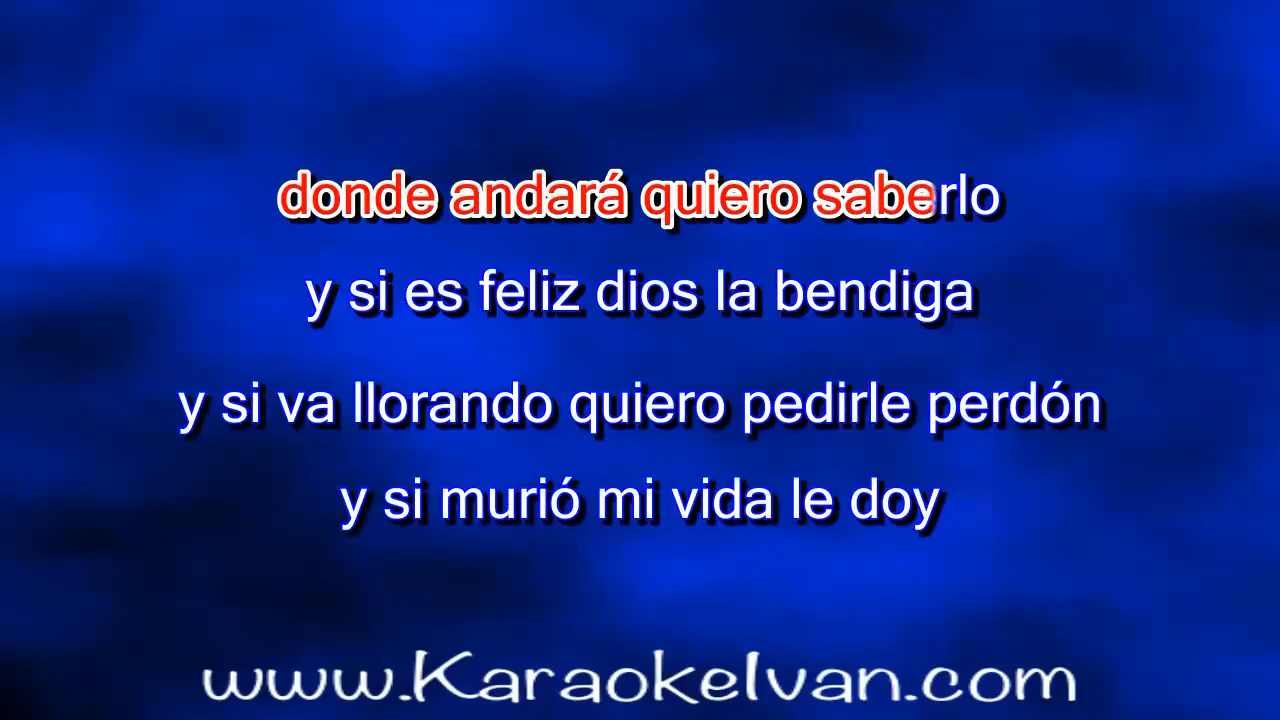 donde andará quiero saberlo
y si es feliz dios la bendiga
y si va llorando quiero pedirle perdón
y si murió mi vida le doy
www.KaraokeIvan.com